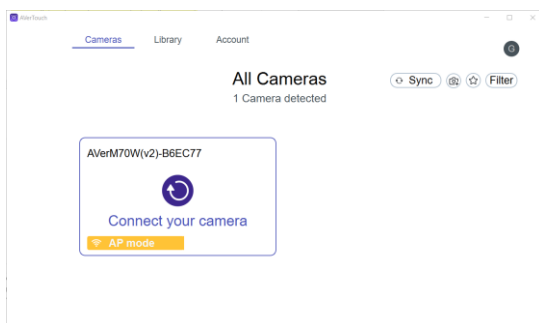 AVerTouch
Cameras Library Account
G
All Cameras
1 Camera detected
Sync Filter
AVerM70W(v2)-B6EC77
Connect your camera
AP mode